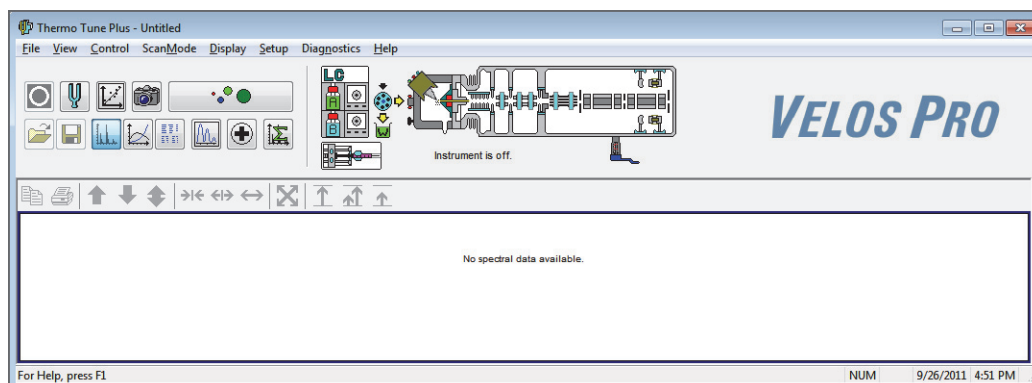 Thermo Tune Plus - Untitled
File View Control ScanMode Display Setup Diagnostics Help
LC
A
B
Instrument is off.
VELOS PRO
No spectral data available.
For Help, press F1
NUM 9/26/2011 4:51 PM